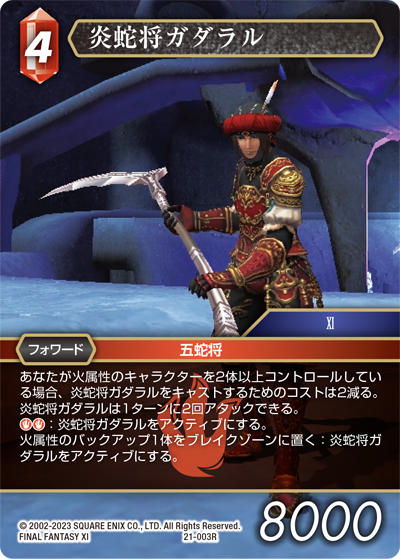 4
炎蛇将ガダラル
XI
フォワード
五蛇将
あなたが火属性のキャラクターを2体以上コントロールしてい
る場合、炎蛇将ガダラルをキャストするためのコストは2減る。
炎蛇将ガダラルは1ターンに2回アタックできる。
：炎蛇将ガダラルをアクティブにする。
火属性のバックアップ1体をブレイクゾーンに置く：炎蛇将ガ
ダラルをアクティブにする。
© 2002-2023 SQUARE ENIX CO., LTD. All Rights Reserved.
FINAL FANTASY XI
21-003R
8000